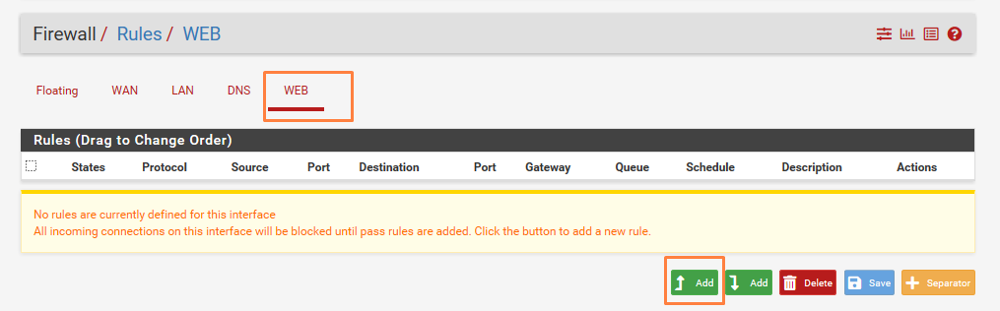 Firewall / Rules / WEB
Floating WAN LAN DNS WEB
Rules (Drag to Change Order)
States Protocol Source Port Destination Port Gateway Queue Schedule Description Actions
No rules are currently defined for this interface
All incoming connections on this interface will be blocked until pass rules are added. Click the button to add a new rule.
Add Add Delete Save Separator